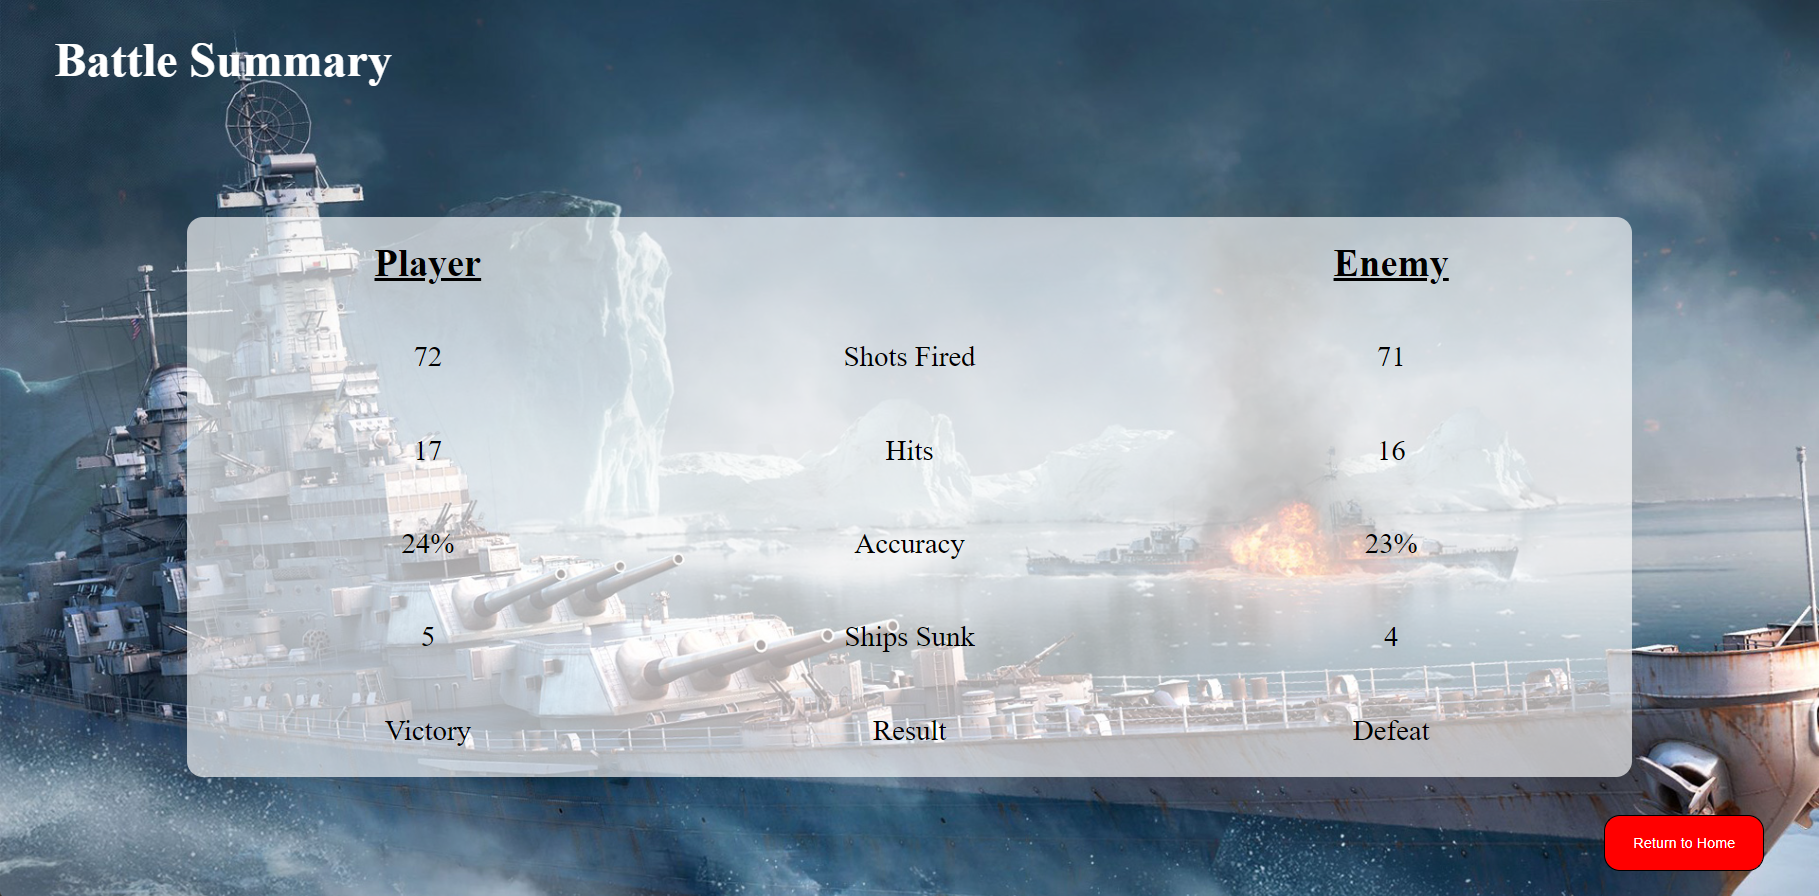 Battle Summary
Player Enemy
72 Shots Fired 71
17 Hits 16
24% Accuracy 23%
5 Ships Sunk 4
Victory Result Defeat
Return to Home